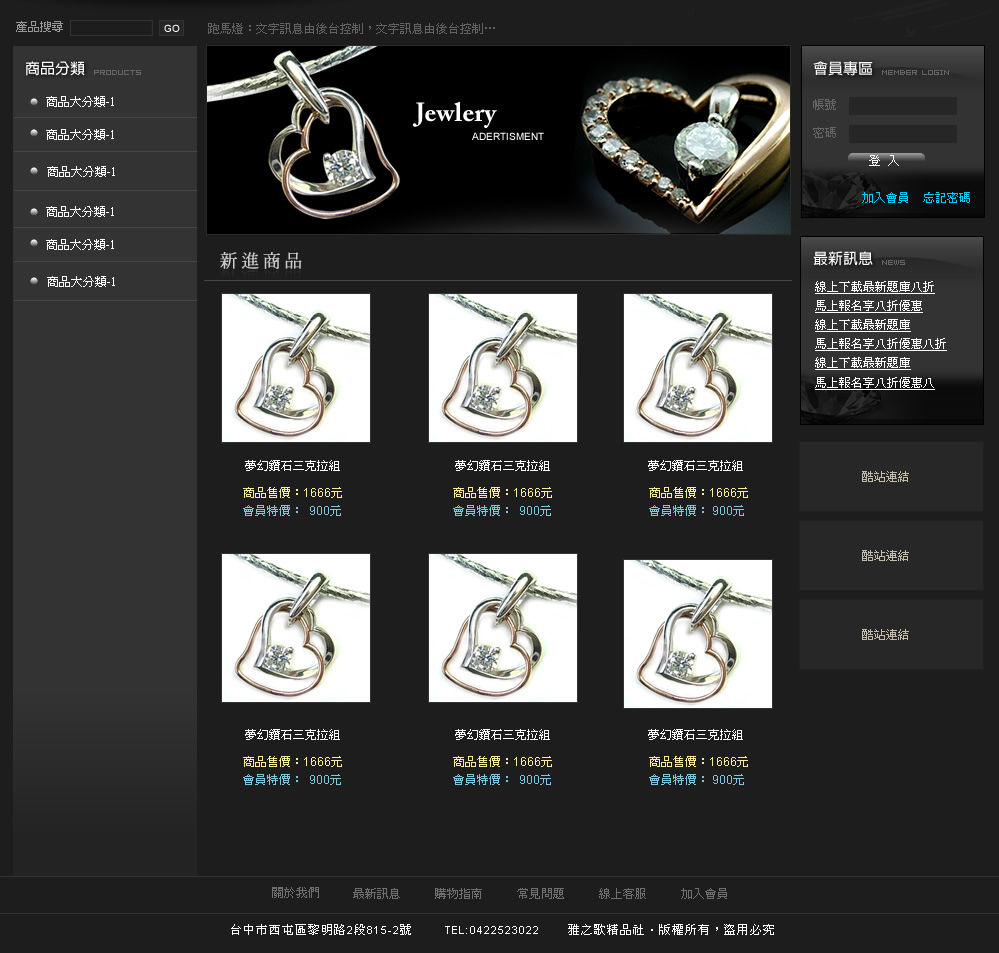 產品搜尋 GO
跑馬燈：文字訊息由後台控制，文字訊息由後台控制…
商品分類 PRODUCTS
商品大分類-1
商品大分類-1
商品大分類-1
商品大分類-1
商品大分類-1
商品大分類-1
Jewlery
ADERTISMENT
會員專區 MEMBER LOGIN
帳號
密碼
登 入
加入會員 忘記密碼
最新訊息 NEWS
線上下載最新題庫八折
馬上報名享八折優惠
線上下載最新題庫
馬上報名享八折優惠八折
線上下載最新題庫
馬上報名享八折優惠八
酷站連結
酷站連結
酷站連結
新進商品
夢幻鑽石三克拉組 夢幻鑽石三克拉組 夢幻鑽石三克拉組
商品售價：1666元 商品售價：1666元 商品售價：1666元
會員特價： 900元 會員特價： 900元 會員特價： 900元
夢幻鑽石三克拉組 夢幻鑽石三克拉組 夢幻鑽石三克拉組
商品售價：1666元 商品售價：1666元 商品售價：1666元
會員特價： 900元 會員特價： 900元 會員特價： 900元
關於我們 最新訊息 購物指南 常見問題 線上客服 加入會員
台中市西屯區黎明路2段815-2號 TEL:0422523022 雅之歌精品社‧版權所有，盜用必究